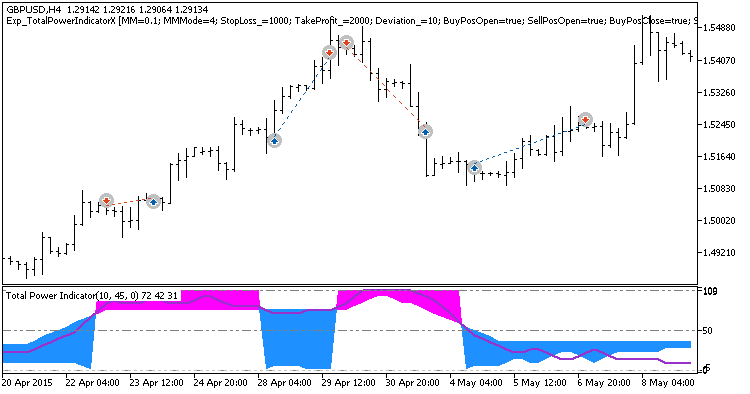 GBPUSD,H4 1.29142 1.29216 1.29064 1.29134
Exp_TotalPowerIndicatorX [MM=0.1; MMMode=4; StopLoss_=1000; TakeProfit_=2000; Deviation_=10; BuyPosOpen=true; SellPosOpen=true; BuyPosClose=true; S
1.54880
1.54070
1.53260
1.52450
1.51640
1.50830
1.50020
1.49210
Total Power Indicator(10, 45, 0) 72 42 31
109
50
20 Apr 2015 22 Apr 04:00 23 Apr 12:00 24 Apr 20:00 28 Apr 04:00 29 Apr 12:00 30 Apr 20:00 4 May 04:00 5 May 12:00 6 May 20:00 8 May 04:00